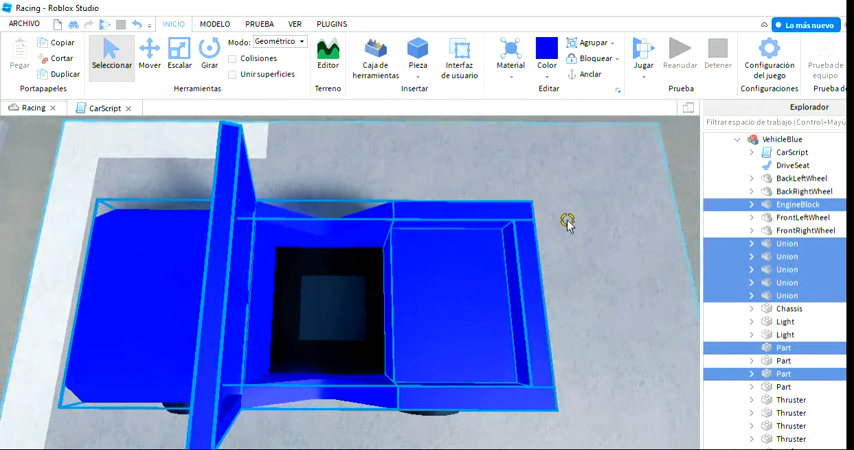 Racing - Roblox Studio
ARCHIVO INICIO MODELO PRUEBA VER PLUGINS
Lo más nuevo
Pegar
Copiar
Cortar
Duplicar
Portapapeles
Seleccionar
Mover
Escalar
Girar
Modo: Geométrico
Colisiones
Unir superficies
Herramientas
Editor
Terreno
Caja de herramientas
Pieza
Interfaz de usuario
Insertar
Material
Color
Agrupar
Bloquear
Anclar
Editar
Jugar
Reanudar
Detener
Prueba
Configuración del juego
Configuraciones
Prueba de equipo
Prueba de
Racing × CarScript ×
Explorador
Filtrar espacio de trabajo (Control+Mayú
VehicleBlue
CarScript
DriveSeat
BackLeftWheel
BackRightWheel
EngineBlock
FrontLeftWheel
FrontRightWheel
Union
Union
Union
Union
Union
Chassis
Light
Light
Part
Part
Part
Part
Thruster
Thruster
Thruster
Thruster